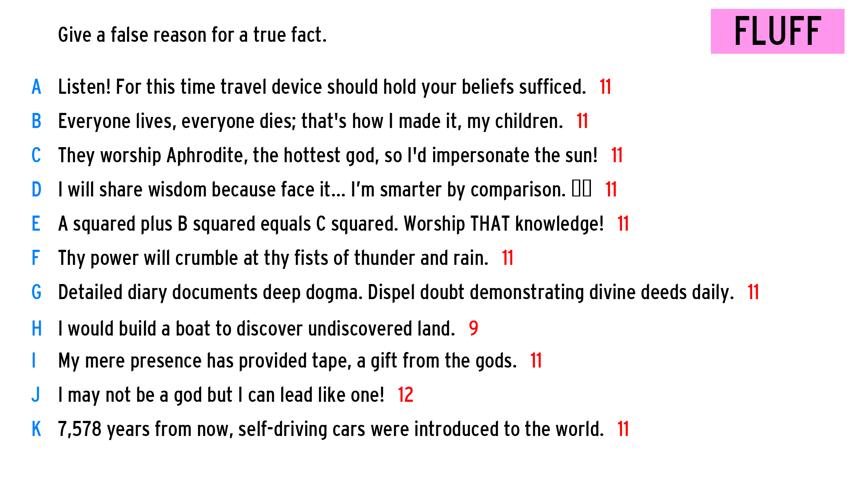 Give a false reason for a true fact.
FLUFF
A Listen! For this time travel device should hold your beliefs sufficed. 11
B Everyone lives, everyone dies; that's how I made it, my children. 11
C They worship Aphrodite, the hottest god, so I'd impersonate the sun! 11
D I will share wisdom because face it... I’m smarter by comparison. 11
E A squared plus B squared equals C squared. Worship THAT knowledge! 11
F Thy power will crumble at thy fists of thunder and rain. 11
G Detailed diary documents deep dogma. Dispel doubt demonstrating divine deeds daily. 11
H I would build a boat to discover undiscovered land. 9
I My mere presence has provided tape, a gift from the gods. 11
J I may not be a god but I can lead like one! 12
K 7,578 years from now, self-driving cars were introduced to the world. 11